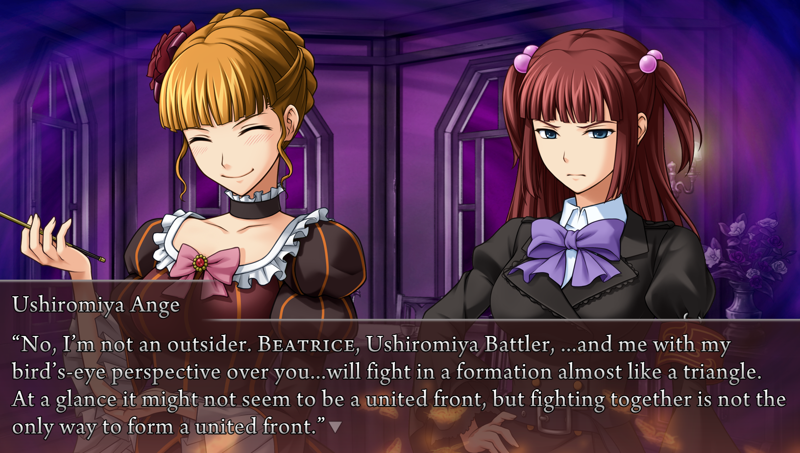 Ushiromiya Ange
“No, I’m not an outsider. BEATRICE, Ushiromiya Battler, ...and me with my
bird’s-eye perspective over you...will fight in a formation almost like a triangle.
At a glance it might not seem to be a united front, but fighting together is not the
only way to form a united front.”